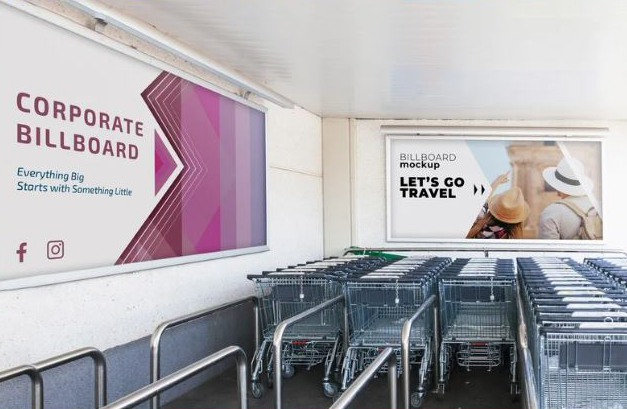 CORPORATE
BILLBOARD
Everything Big
Starts with Something Little
BILLBOARD
mockup
LET'S GO
TRAVEL